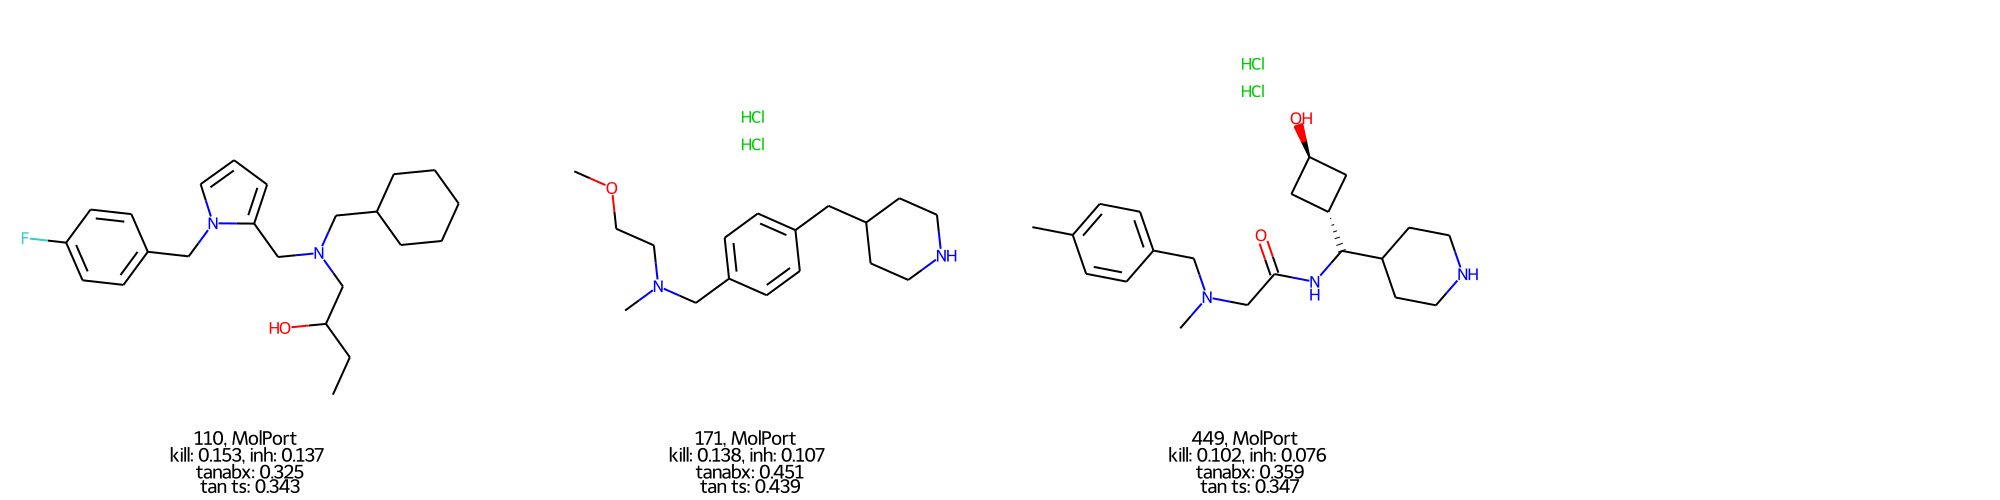 HCl
HCl
OH
HCl
HCl
O
N
F
N
HO
O
N
NH
O
N
N
H
NH
110, MolPort
kill: 0.153, inh: 0.137
tanabx: 0.325
tan ts: 0.343
171, MolPort
kill: 0.138, inh: 0.107
tanabx: 0.451
tan ts: 0.439
449, MolPort
kill: 0.102, inh: 0.076
tanabx: 0.359
tan ts: 0.347